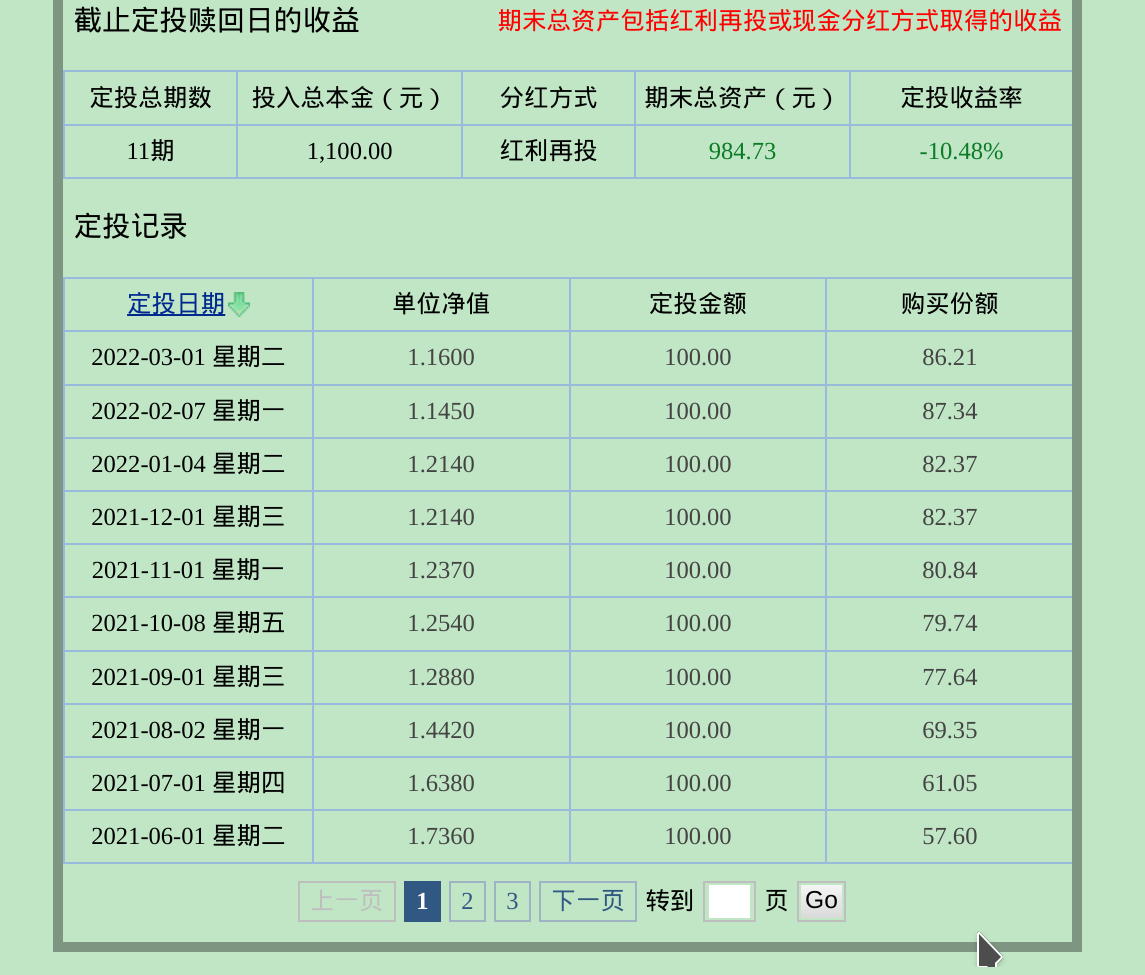 截止定投赎回日的收益 期末总资产包括红利再投或现金分红方式取得的收益
定投总期数 投入总本金（元） 分红方式 期末总资产（元） 定投收益率
11期 1,100.00 红利再投 984.73 -10.48%
定投记录
定投日期 单位净值 定投金额 购买份额
2022-03-01 星期二 1.1600 100.00 86.21
2022-02-07 星期一 1.1450 100.00 87.34
2022-01-04 星期二 1.2140 100.00 82.37
2021-12-01 星期三 1.2140 100.00 82.37
2021-11-01 星期一 1.2370 100.00 80.84
2021-10-08 星期五 1.2540 100.00 79.74
2021-09-01 星期三 1.2880 100.00 77.64
2021-08-02 星期一 1.4420 100.00 69.35
2021-07-01 星期四 1.6380 100.00 61.05
2021-06-01 星期二 1.7360 100.00 57.60
上一页 1 2 3 下一页 转到 页 Go